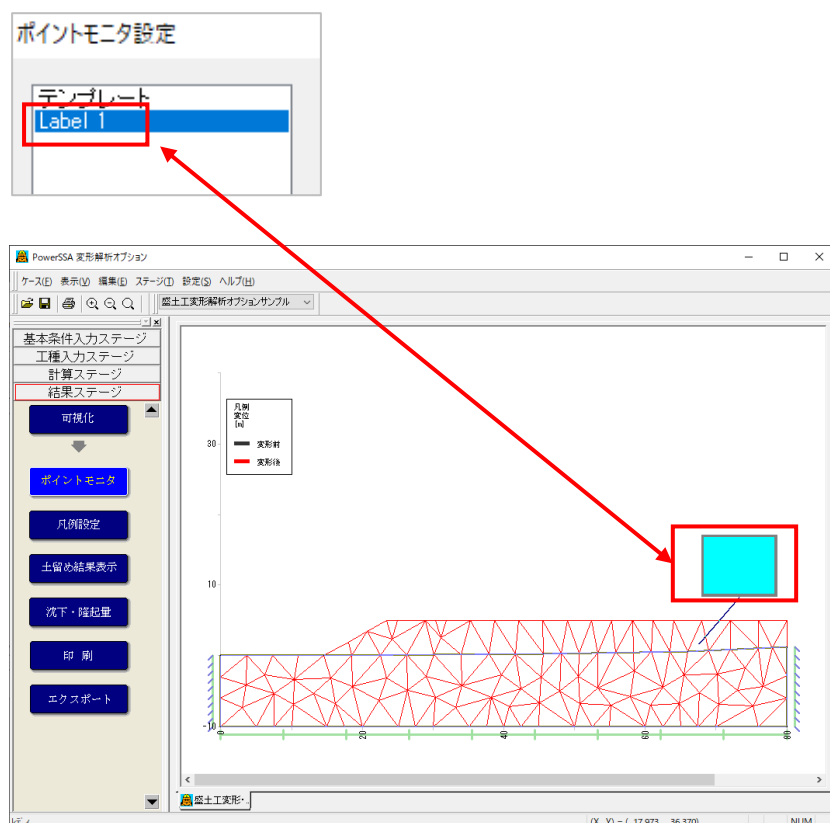 ポイントモニタ設定
テンプレート
Label 1
PowerSSA 変形解析オプション
ケース(F) 表示(V) 編集(E) ステージ(T) 設定(S) ヘルプ(H)
盛土工変形解析オプションサンプル
基本条件入力ステージ
工種入力ステージ
計算ステージ
結果ステージ
可視化
ポイントモニタ
凡例設定
土留め結果表示
沈下・隆起量
印 刷
エクスポート
凡例
変位
[m]
変形前
変形後
30
10
-10
0 20 40 60 80
盛土工変形・..
レディ
(X, Y) = ( 17.973, 36.370)
NUM